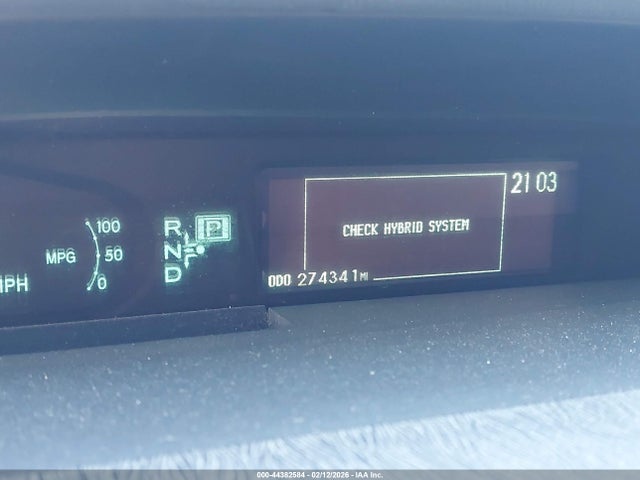 21 03
CHECK HYBRID SYSTEM
ODO 274341 MI
100
MPG 50
0
MPH
R P
N
D
000-44382584 - 02/12/2026 - IAA Inc.